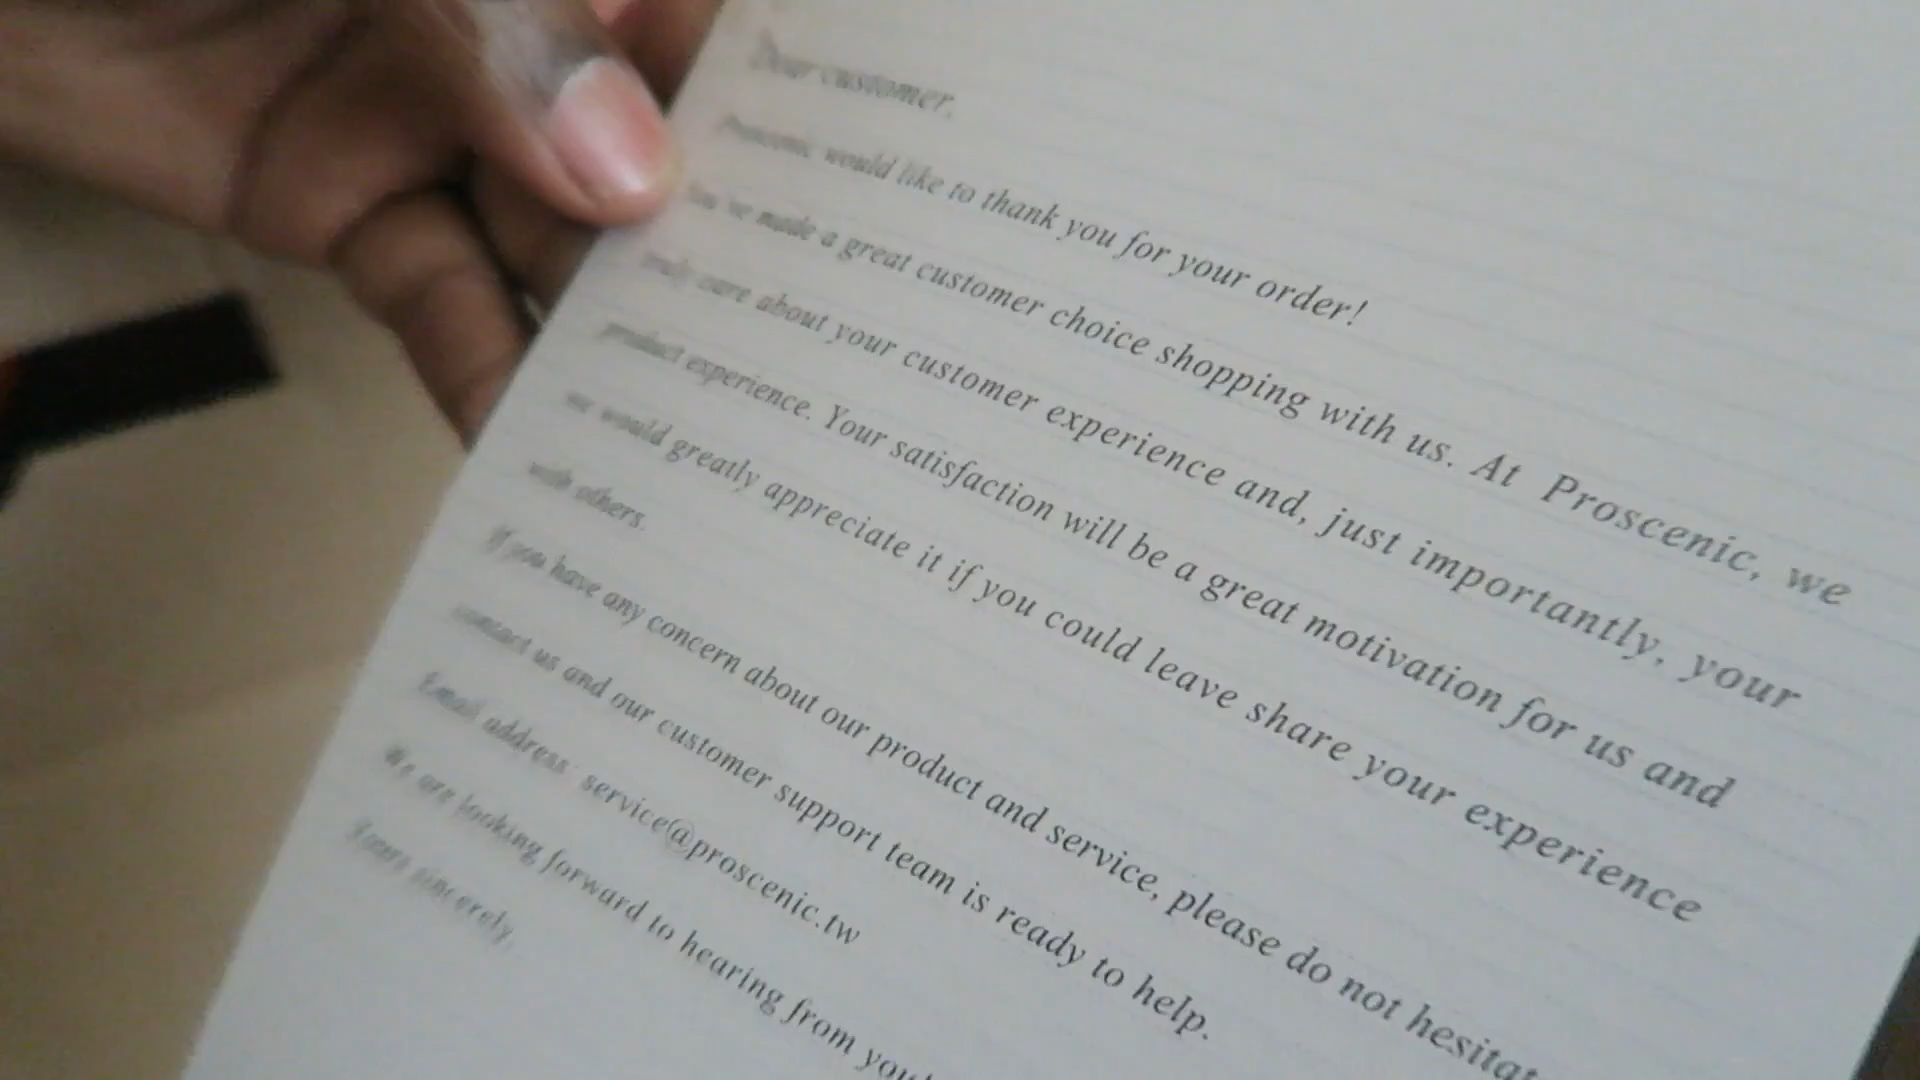 Dear customer,
Proscenic would like to thank you for your order!
You've made a great customer choice shopping with us. At Proscenic, we
truly care about your customer experience and, just importantly, your
product experience. Your satisfaction will be a great motivation for us and
we would greatly appreciate it if you could leave share your experience
with others.
If you have any concern about our product and service, please do not hesitat
contact us and our customer support team is ready to help.
Email address: service@proscenic.tw
We are looking forward to hearing from you!
Yours sincerely,